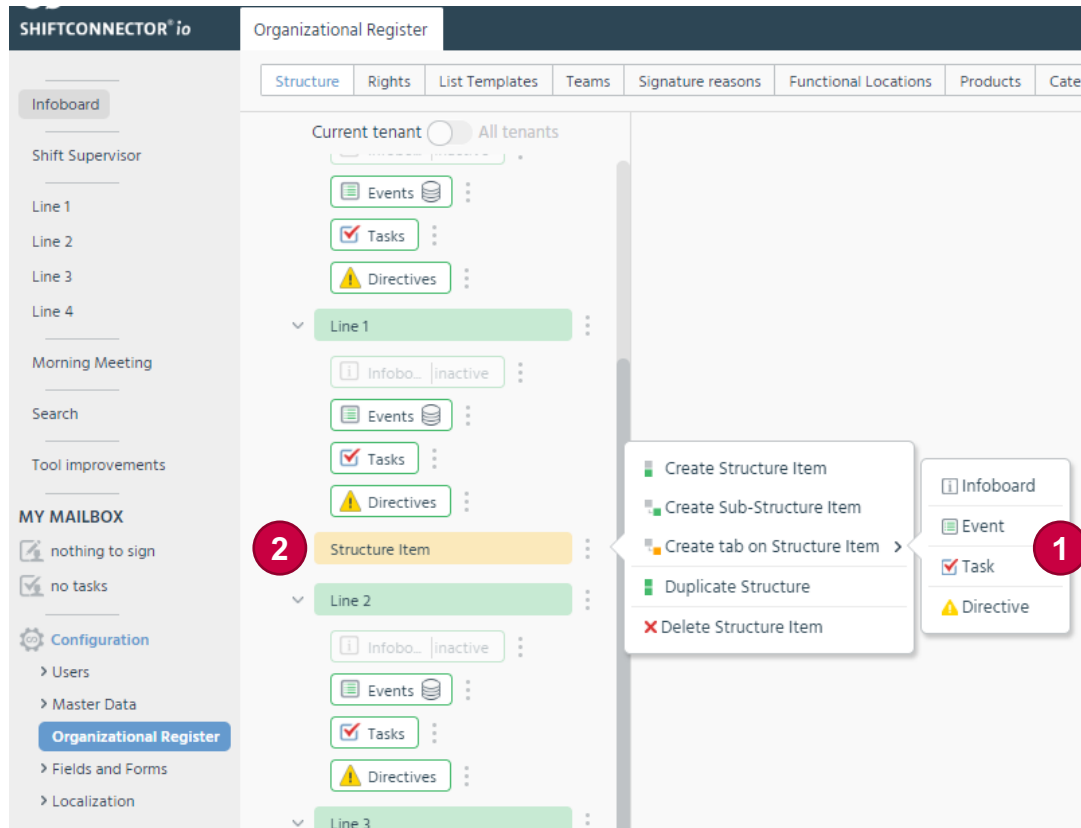 SHIFTCONNECTOR® io
Organizational Register
Structure Rights List Templates Teams Signature reasons Functional Locations Products Cate
Infoboard
Shift Supervisor
Line 1
Line 2
Line 3
Line 4
Morning Meeting
Search
Tool improvements
MY MAILBOX
nothing to sign
no tasks
Configuration
Users
Master Data
Organizational Register
Fields and Forms
Localization
Current tenant All tenants
Events
Tasks
Directives
Line 1
Infobo... |inactive
Events
Tasks
Directives
2
Structure Item
Line 2
Infobo... |inactive
Events
Tasks
Directives
Line 3
Create Structure Item
Create Sub-Structure Item
Create tab on Structure Item
Duplicate Structure
Delete Structure Item
Infoboard
Event
Task
Directive
1